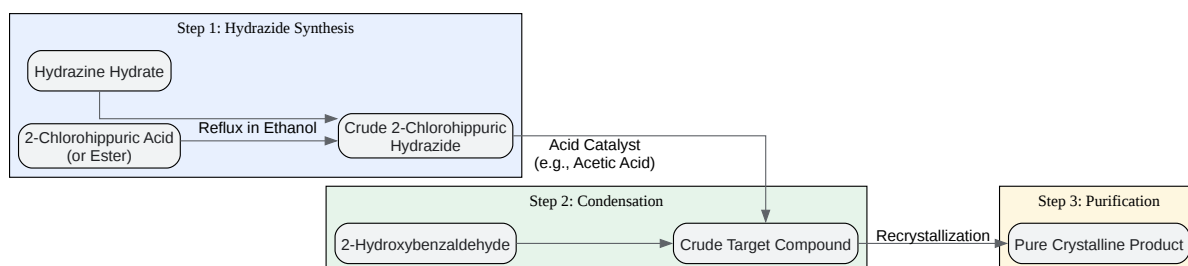 Step 1: Hydrazide Synthesis
Hydrazine Hydrate
2-Chlorohippuric Acid
(or Ester)
Reflux in Ethanol
Crude 2-Chlorohippuric
Hydrazide
Acid Catalyst
(e.g., Acetic Acid)
Step 2: Condensation
2-Hydroxybenzaldehyde
Crude Target Compound
Recrystallization
Step 3: Purification
Pure Crystalline Product